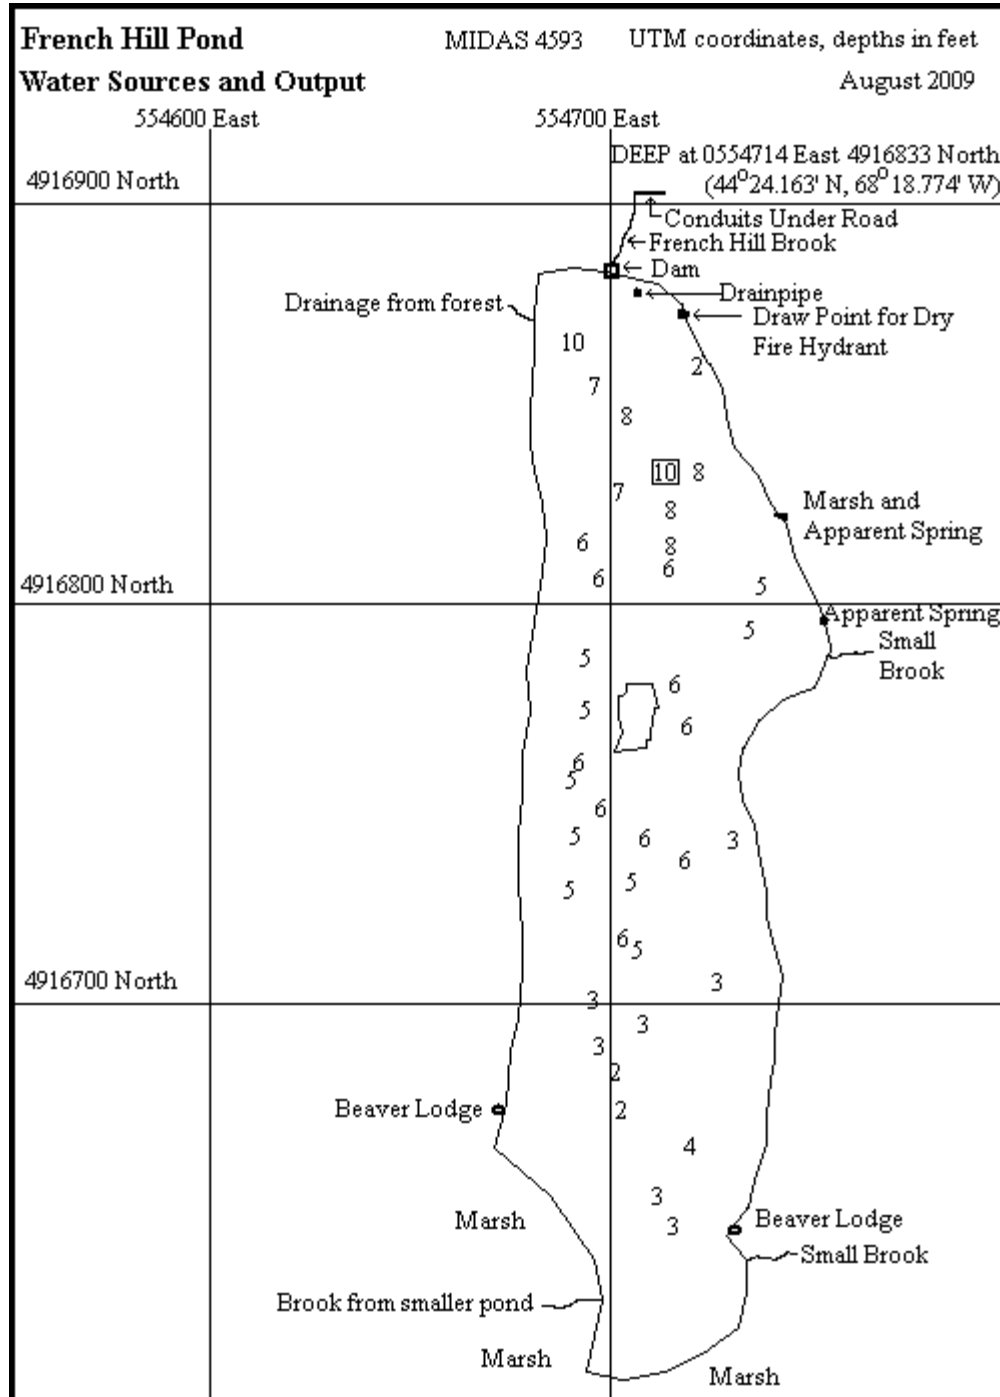 French Hill Pond MIDAS 4593 UTM coordinates, depths in feet
Water Sources and Output August 2009
554600 East 554700 East
DEEP at 0554714 East 4916833 North
4916900 North (44°24.163' N, 68°18.774' W)
Conduits Under Road
French Hill Brook
Dam
Drainpipe
Drainage from forest
Draw Point for Dry
Fire Hydrant
10
2
7
8
10 8
7
8
Marsh and
Apparent Spring
6 8
6
6
4916800 North
5
Apparent Spring
5
Small
Brook
5
6
5
6
6
5
6
5 6 3
6
5 5
6
5
4916700 North 3
3
3
3
2
Beaver Lodge 2
4
3
Marsh 3 Beaver Lodge
Small Brook
Brook from smaller pond
Marsh
Marsh